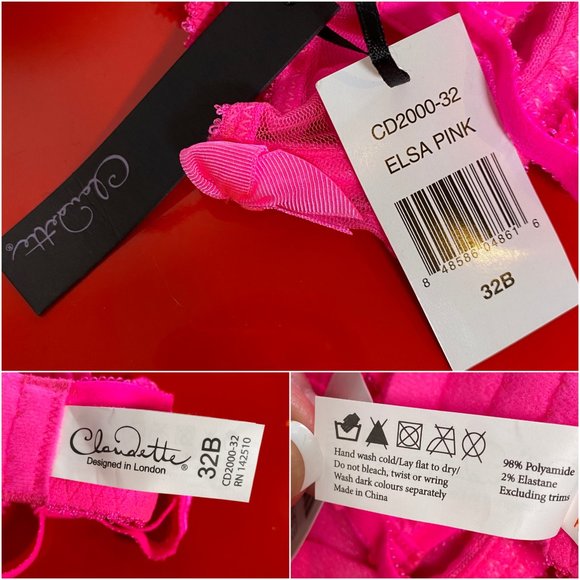 Claudette®
CD2000-32
ELSA PINK
8 48586 04861 6
32B
Claudette®
Designed in London
32B
CD2000-32
RN 142510
Hand wash cold/Lay flat to dry/
Do not bleach, twist or wring
Wash dark colours separately
Made in China
98% Polyamide
2% Elastane
Excluding trims